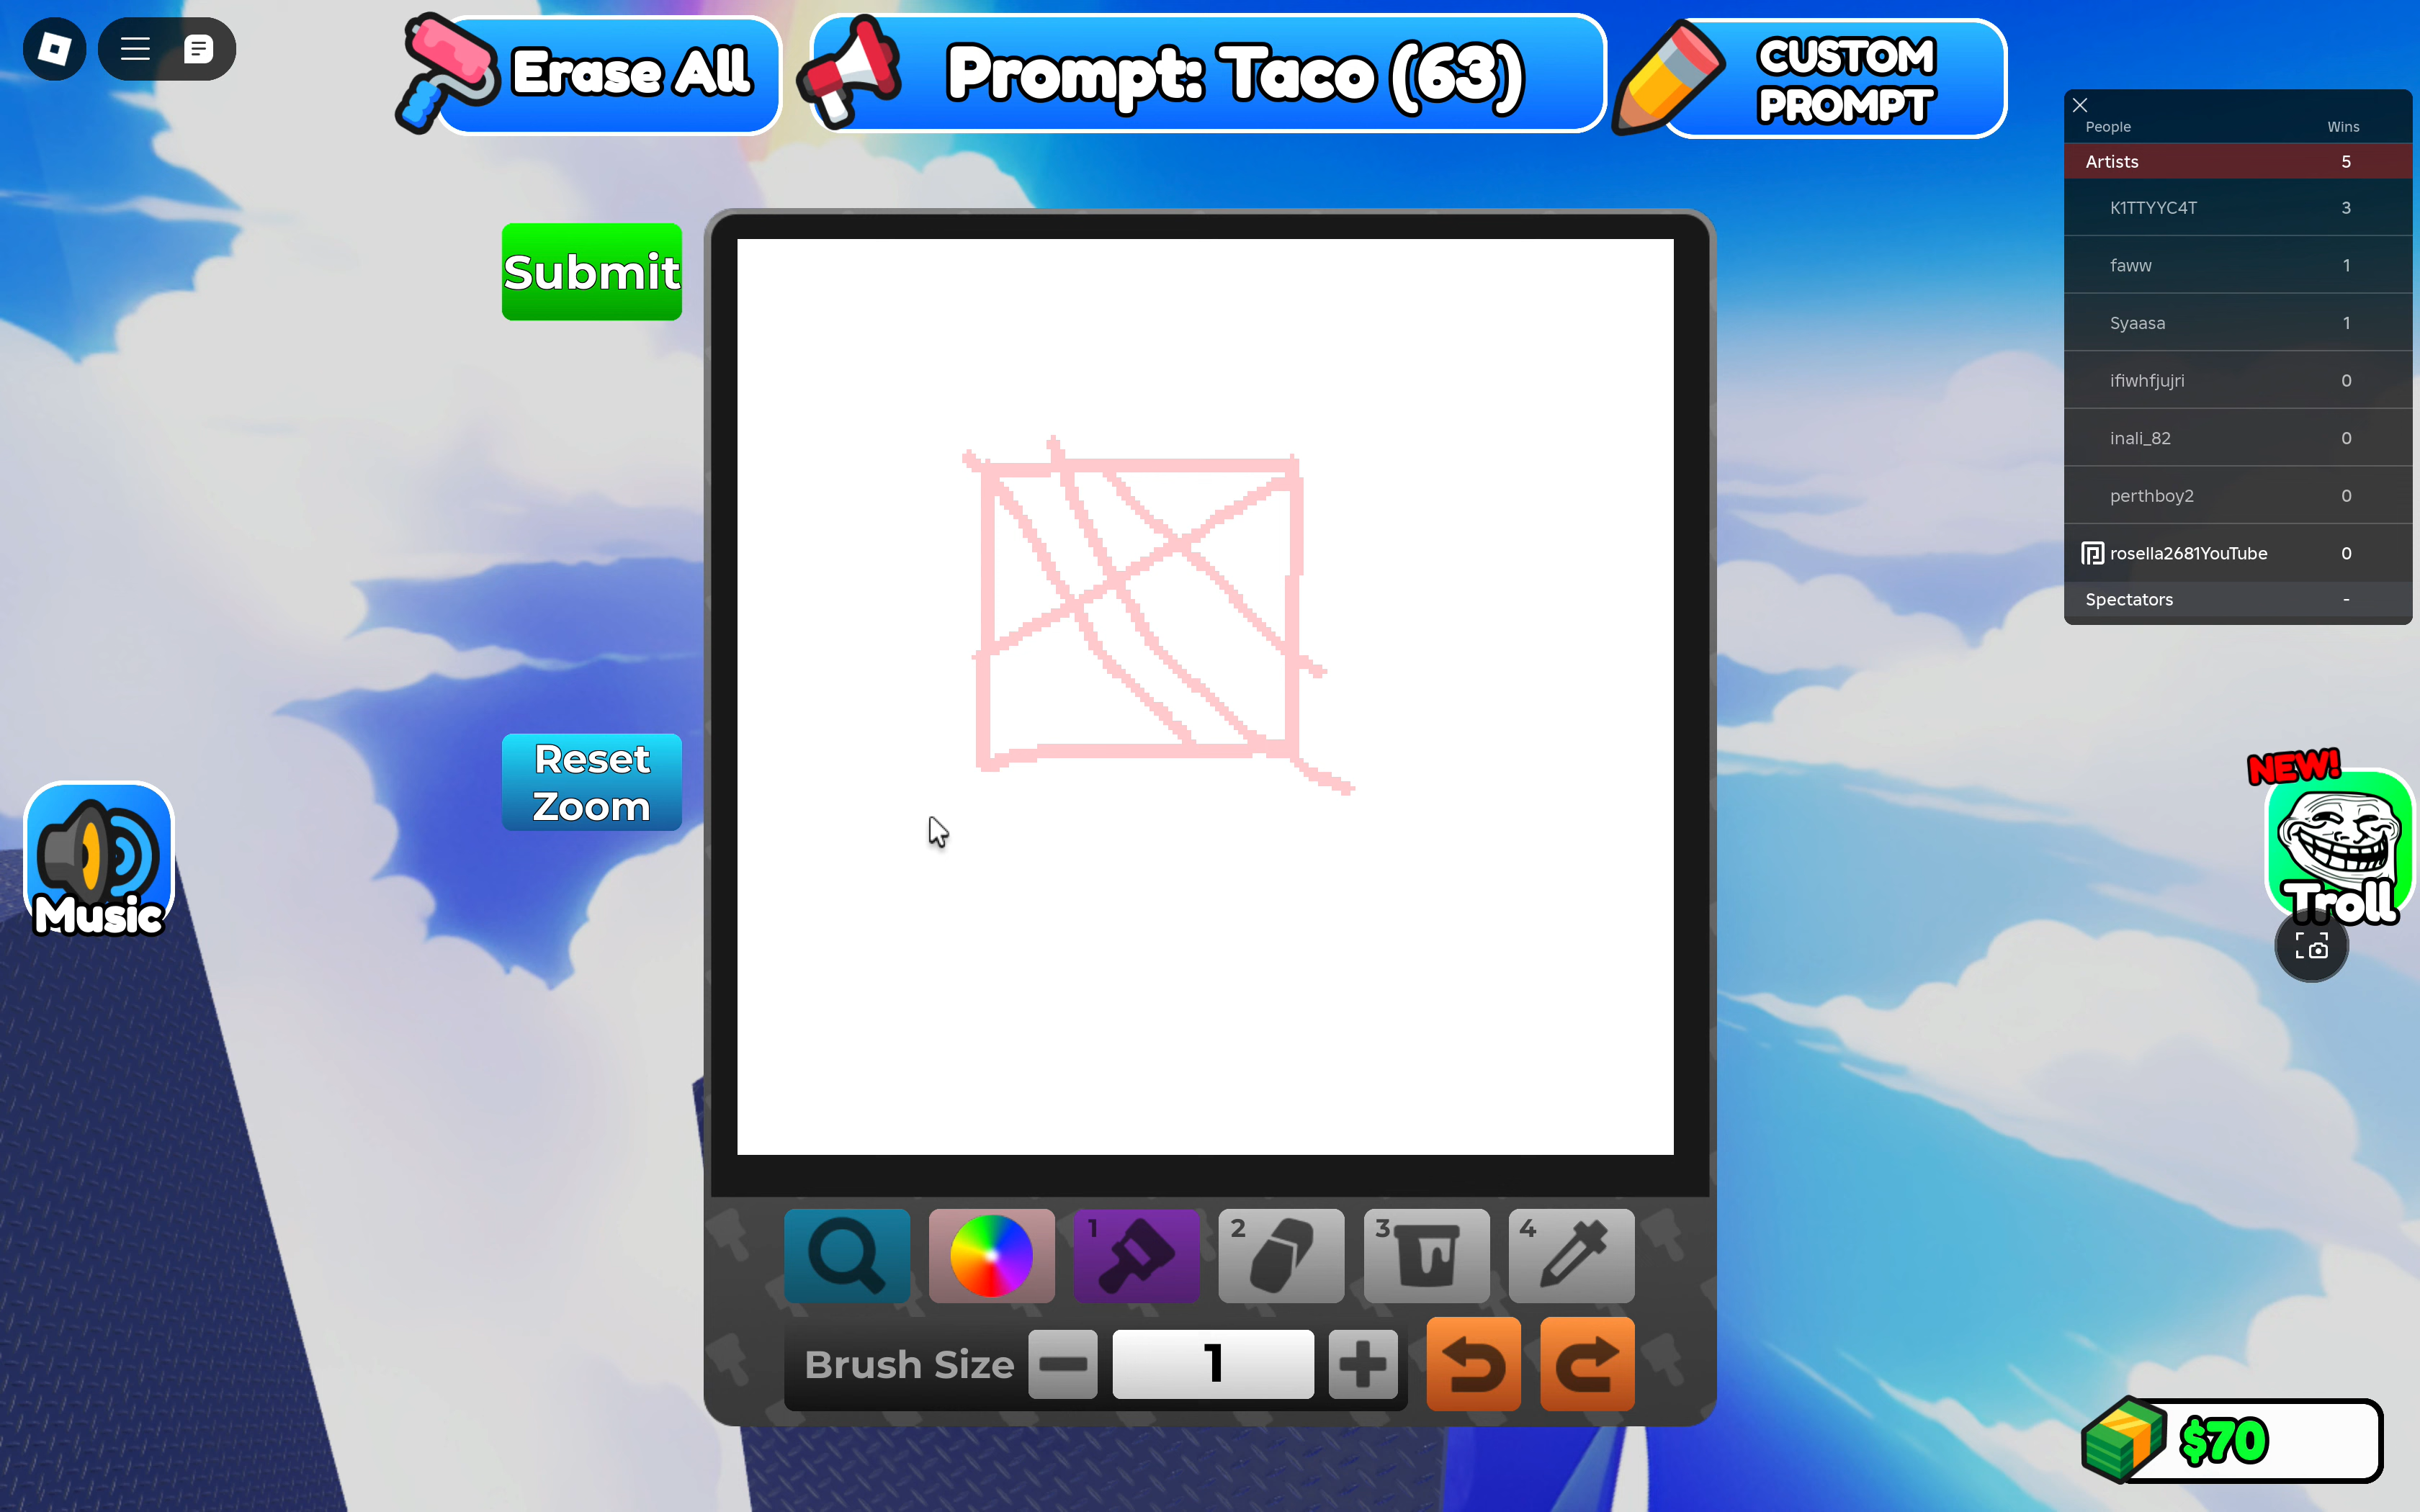 Erase All
Prompt: Taco (63)
CUSTOM
PROMPT
People Wins
Artists 5
K1TTYYC4T 3
faww 1
Syaasa 1
ifiwhfjujri 0
inali_82 0
perthboy2 0
rosella2681YouTube 0
Spectators -
Submit
Reset
Zoom
Music
NEW!
Troll
1
2
3
4
Brush Size 1
$70